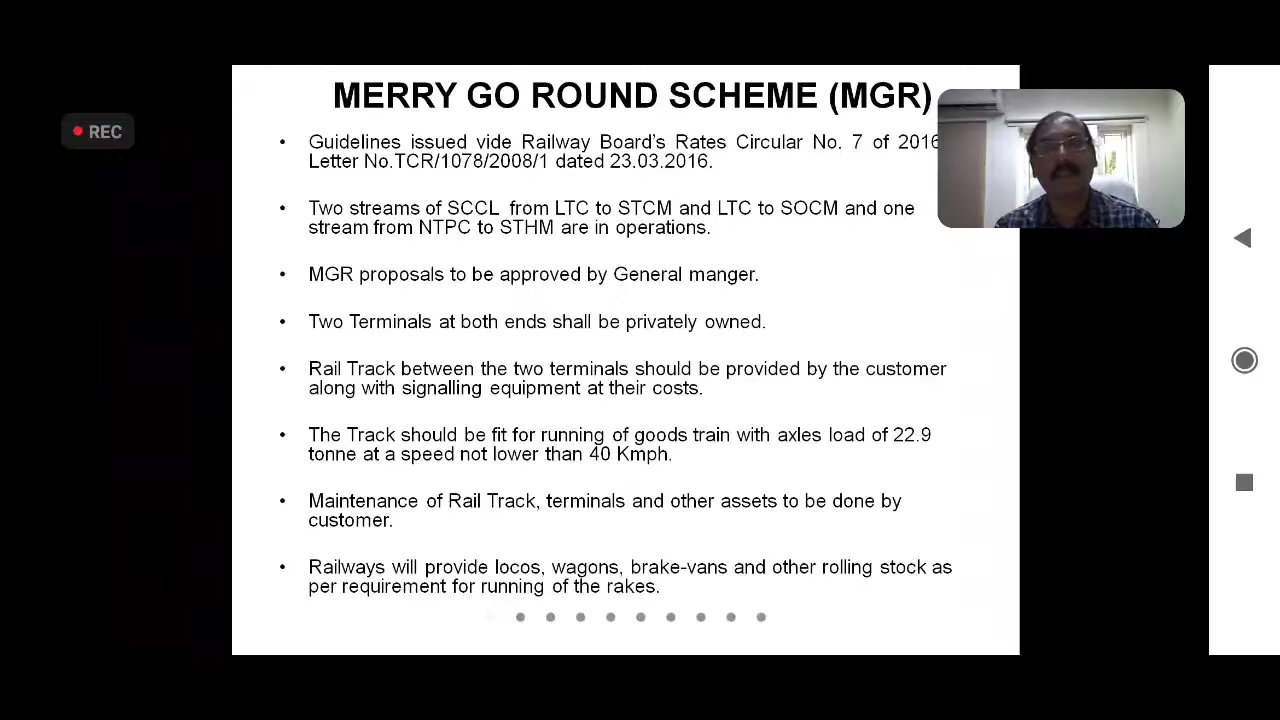 MERRY GO ROUND SCHEME (MGR)
REC
• Guidelines issued vide Railway Board's Rates Circular No. 7 of 2016
Letter No.TCR/1078/2008/1 dated 23.03.2016.
• Two streams of SCCL from LTC to STCM and LTC to SOCM and one
stream from NTPC to STHM are in operations.
• MGR proposals to be approved by General manger.
• Two Terminals at both ends shall be privately owned.
• Rail Track between the two terminals should be provided by the customer
along with signalling equipment at their costs.
• The Track should be fit for running of goods train with axles load of 22.9
tonne at a speed not lower than 40 Kmph.
• Maintenance of Rail Track, terminals and other assets to be done by
customer.
• Railways will provide locos, wagons, brake-vans and other rolling stock as
per requirement for running of the rakes.